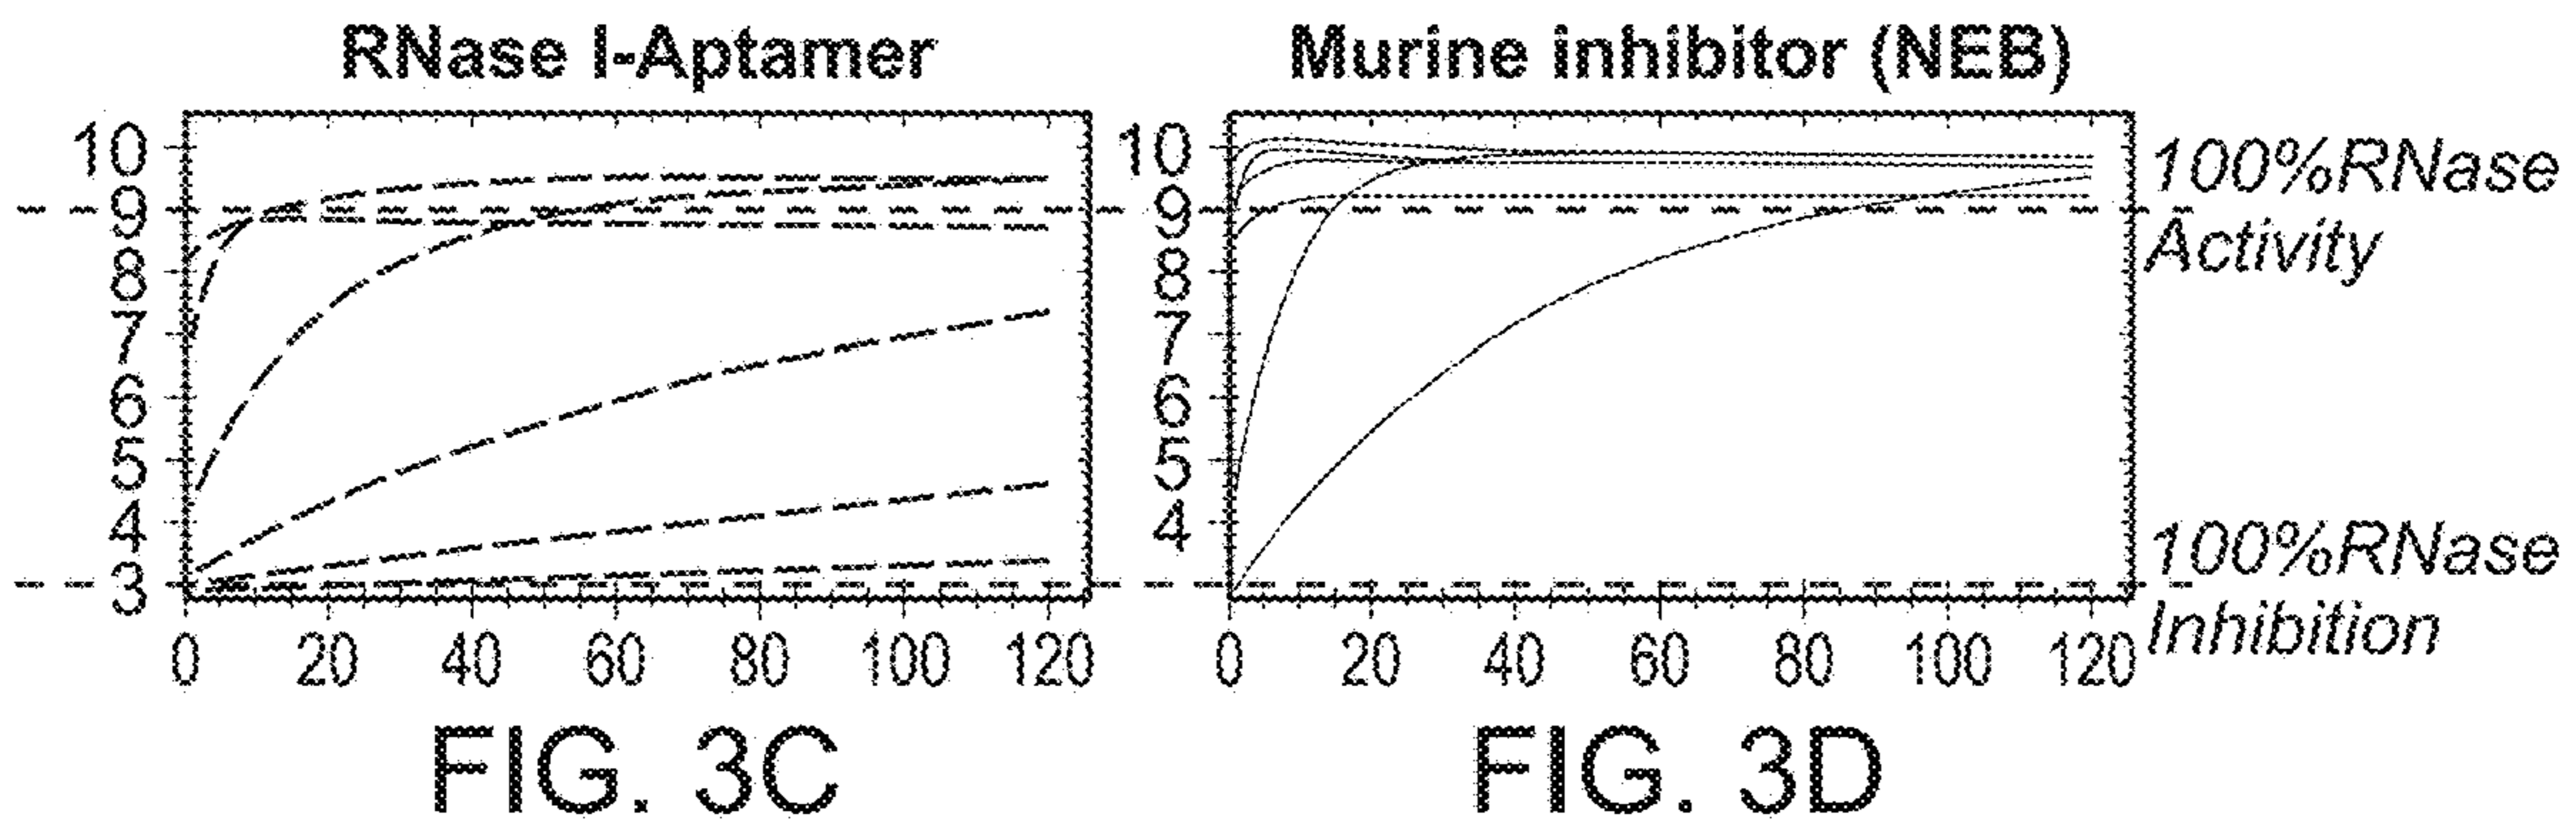 RNase I-Aptamer
10
9
8
7
6
5
4
3
0 20 40 60 80 100 120
FIG. 3C
Murine inhibitor (NEB)
10
9
8
7
6
5
4
0 20 40 60 80 100 120
FIG. 3D
100%RNase
Activity
100%RNase
Inhibition